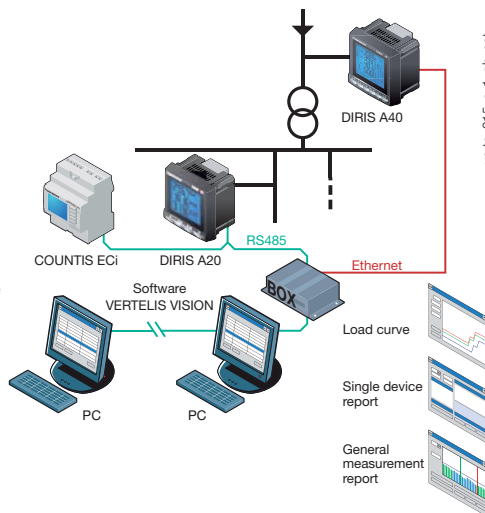 DIRIS A40
COUNTIS ECi
DIRIS A20
RS485
Ethernet
BOX
Software
VERTELIS VISION
PC
PC
Load curve
Single device
report
General
measurement
report